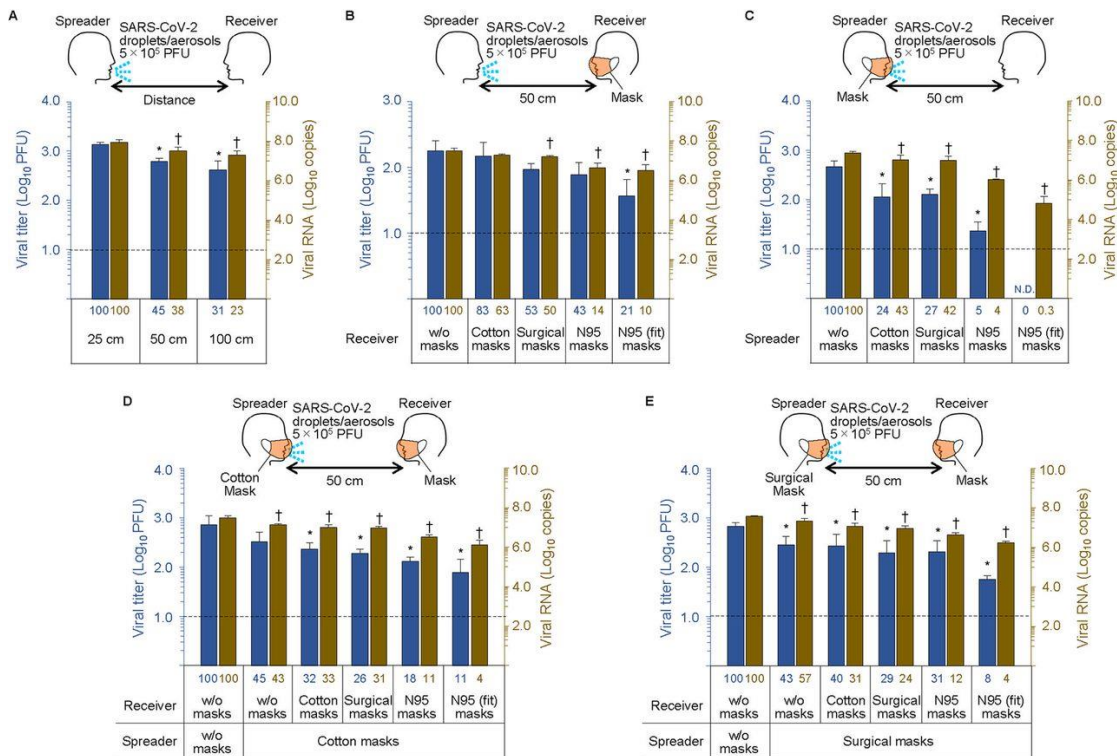 A
Spreader
Receiver
SARS-CoV-2
droplets/aerosols
5 × 10⁵ PFU
Distance
Viral titer (Log₁₀ PFU)
4.0
3.0
2.0
1.0
Viral RNA (Log₁₀ copies)
10.0
8.0
6.0
4.0
2.0
* †
* †
100 100 45 38 31 23
25 cm 50 cm 100 cm
B
Spreader
Receiver
SARS-CoV-2
droplets/aerosols
5 × 10⁵ PFU
50 cm
Mask
Viral titer (Log₁₀ PFU)
3.0
2.0
1.0
Viral RNA (Log₁₀ copies)
10.0
8.0
6.0
4.0
2.0
†
†
* †
100 100 83 63 53 50 43 14 21 10
Receiver
w/o masks
Cotton masks
Surgical masks
N95 masks
N95 (fit) masks
C
Spreader
Receiver
SARS-CoV-2
droplets/aerosols
5 × 10⁵ PFU
Mask
50 cm
Viral titer (Log₁₀ PFU)
4.0
3.0
2.0
1.0
Viral RNA (Log₁₀ copies)
10.0
8.0
6.0
4.0
2.0
* †
* †
* †
†
N.D.
100 100 24 43 27 42 5 4 0 0.3
Spreader
w/o masks
Cotton masks
Surgical masks
N95 masks
N95 (fit) masks
D
Spreader
Receiver
SARS-CoV-2
droplets/aerosols
5 × 10⁵ PFU
Cotton
Mask
50 cm
Mask
Viral titer (Log₁₀ PFU)
4.0
3.0
2.0
1.0
Viral RNA (Log₁₀ copies)
10.0
8.0
6.0
4.0
2.0
†
* †
* †
* †
* †
100 100 45 43 32 33 26 31 18 11 11 4
Receiver
w/o masks
w/o masks
Cotton masks
Surgical masks
N95 masks
N95 (fit) masks
Spreader
w/o masks
Cotton masks
E
Spreader
Receiver
SARS-CoV-2
droplets/aerosols
5 × 10⁵ PFU
Surgical
Mask
50 cm
Mask
Viral titer (Log₁₀ PFU)
4.0
3.0
2.0
1.0
Viral RNA (Log₁₀ copies)
10.0
8.0
6.0
4.0
2.0
* †
* †
* †
* †
* †
100 100 43 57 40 31 29 24 31 12 8 4
Receiver
w/o masks
w/o masks
Cotton masks
Surgical masks
N95 masks
N95 (fit) masks
Spreader
w/o masks
Surgical masks